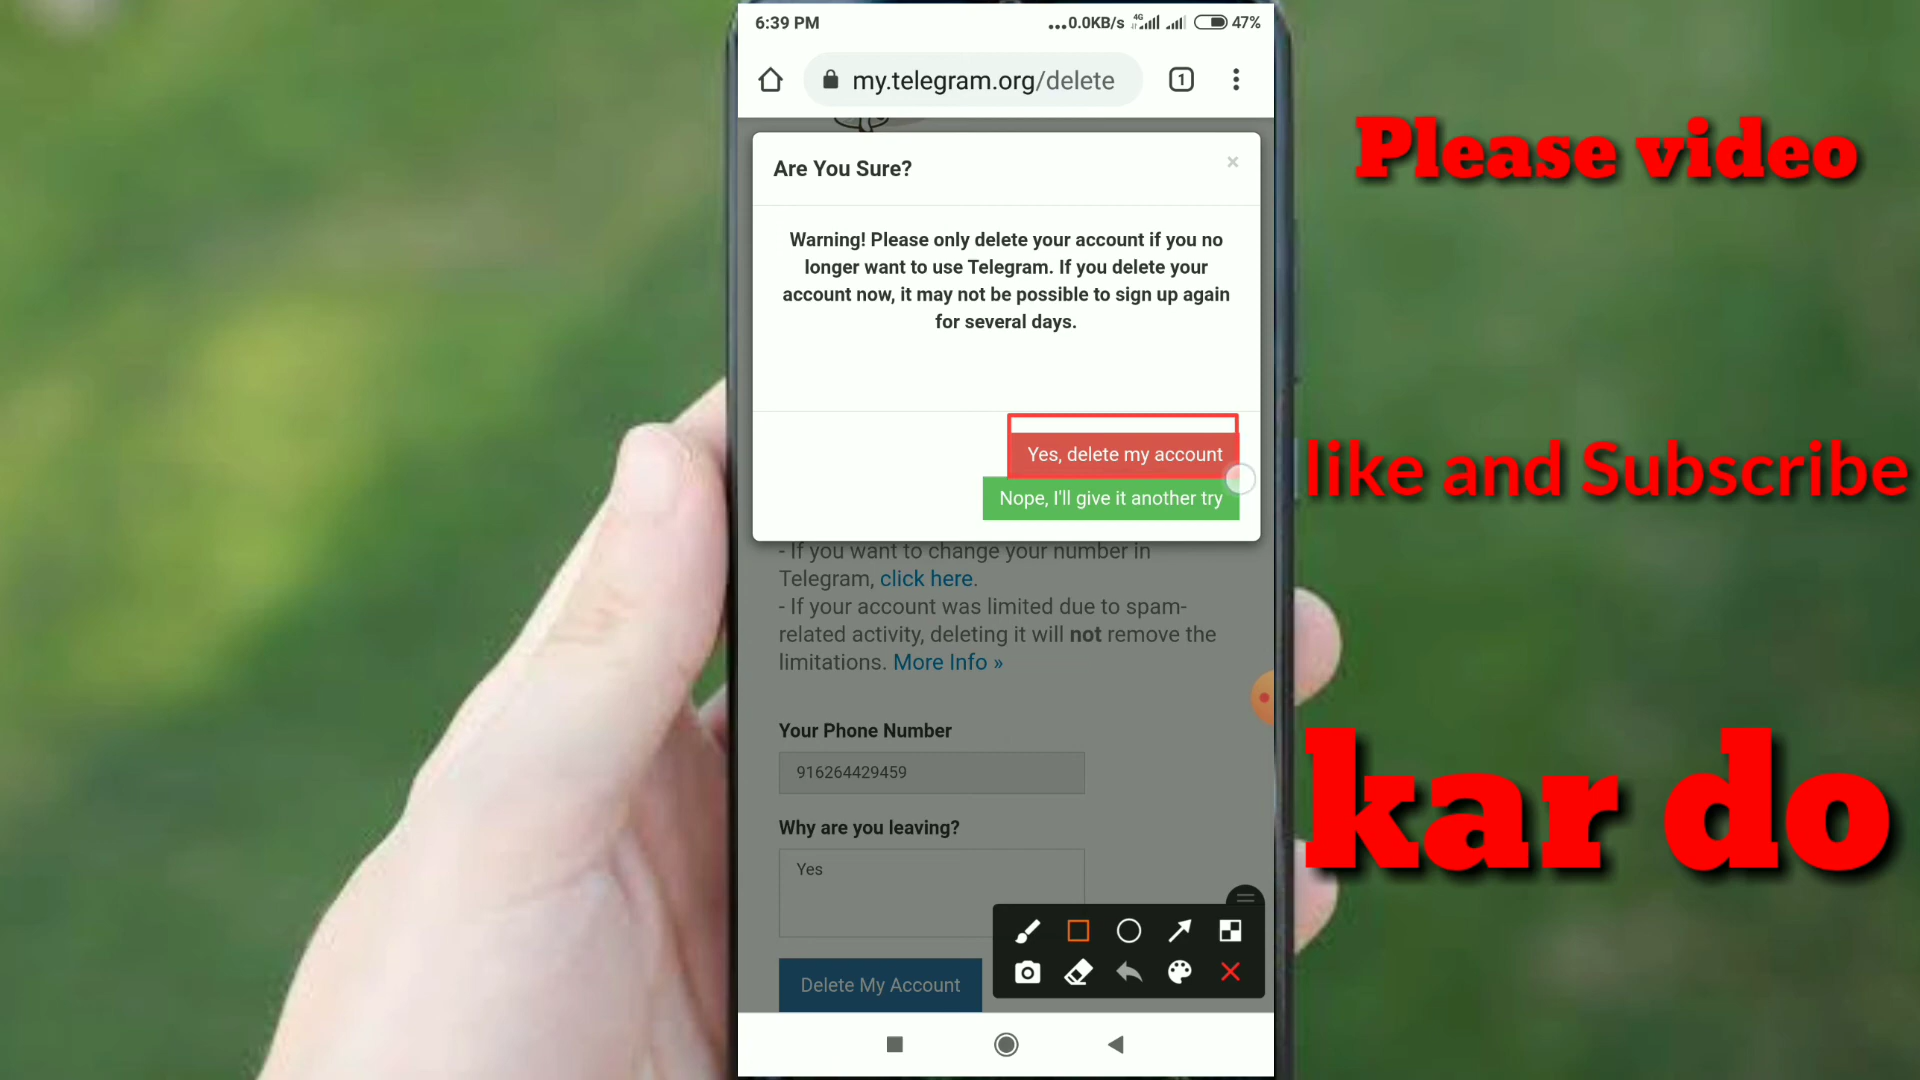 6:39 PM
...0.0KB/s 4G 47%
my.telegram.org/delete
1
Are You Sure?
×
Warning! Please only delete your account if you no
longer want to use Telegram. If you delete your
account now, it may not be possible to sign up again
for several days.
Yes, delete my account
Nope, I'll give it another try
- If you want to change your number in
Telegram, click here.
- If your account was limited due to spam-
related activity, deleting it will not remove the
limitations. More Info »
Your Phone Number
916264429459
Why are you leaving?
Yes
Delete My Account
Please video
like and Subscribe
kar do